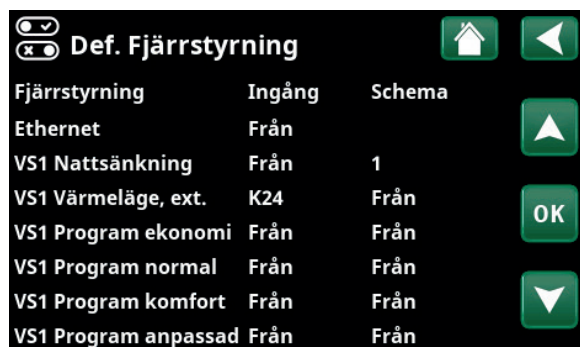 Def. Fjärrstyrning
Fjärrstyrning Ingång Schema
Ethernet Från
VS1 Nattsänkning Från 1
VS1 Värmeläge, ext. K24 Från
OK
VS1 Program ekonomi Från Från
VS1 Program normal Från Från
VS1 Program komfort Från Från
VS1 Program anpassad Från Från